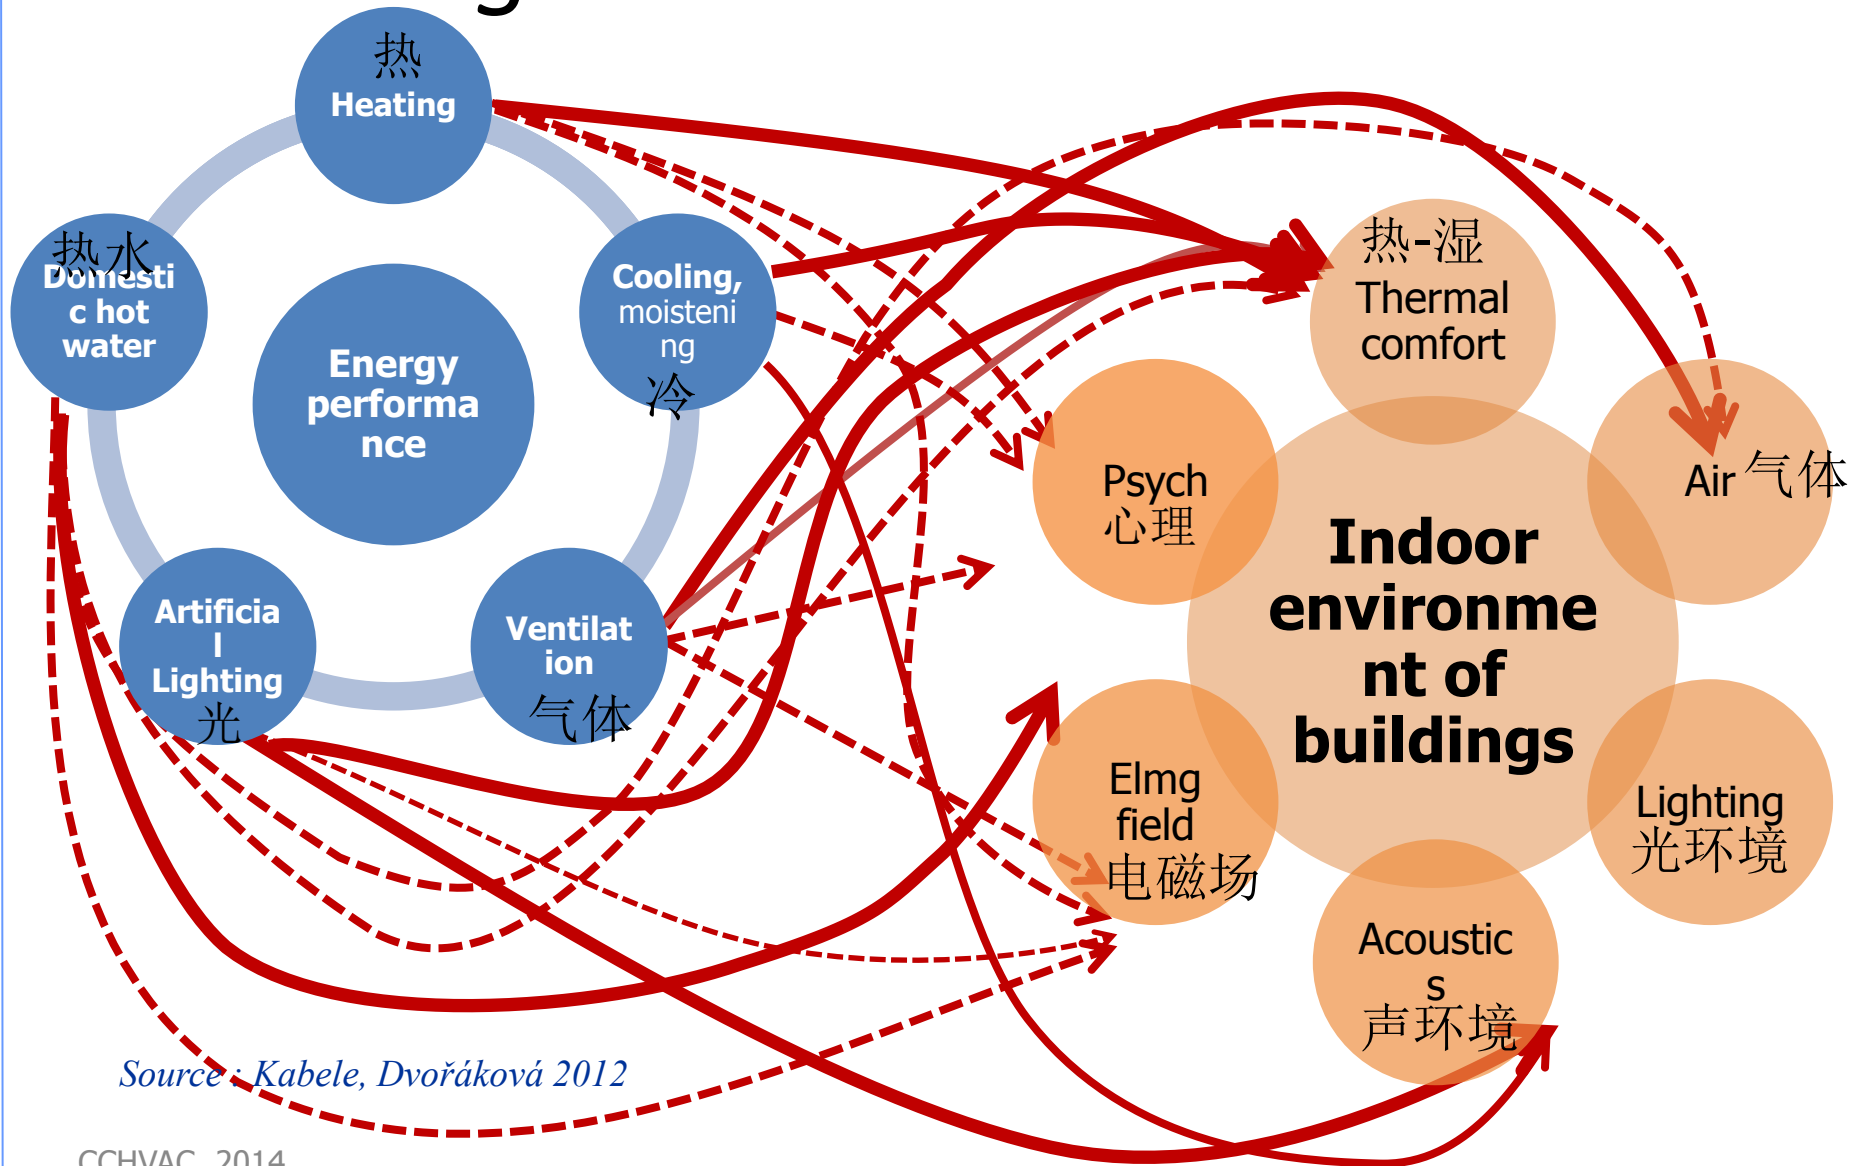 热
Heating
热水
Domesti
c hot
water
Cooling,
moisteni
ng
冷
Energy
performa
nce
Artificia
l
Lighting
光
Ventilat
ion
气体
热-湿
Thermal
comfort
Psych
心理
Air 气体
Indoor
environme
nt of
buildings
Elmg
field
电磁场
Lighting
光环境
Acoustic
s
声环境
Source : Kabele, Dvořáková 2012
CCHVAC 2014